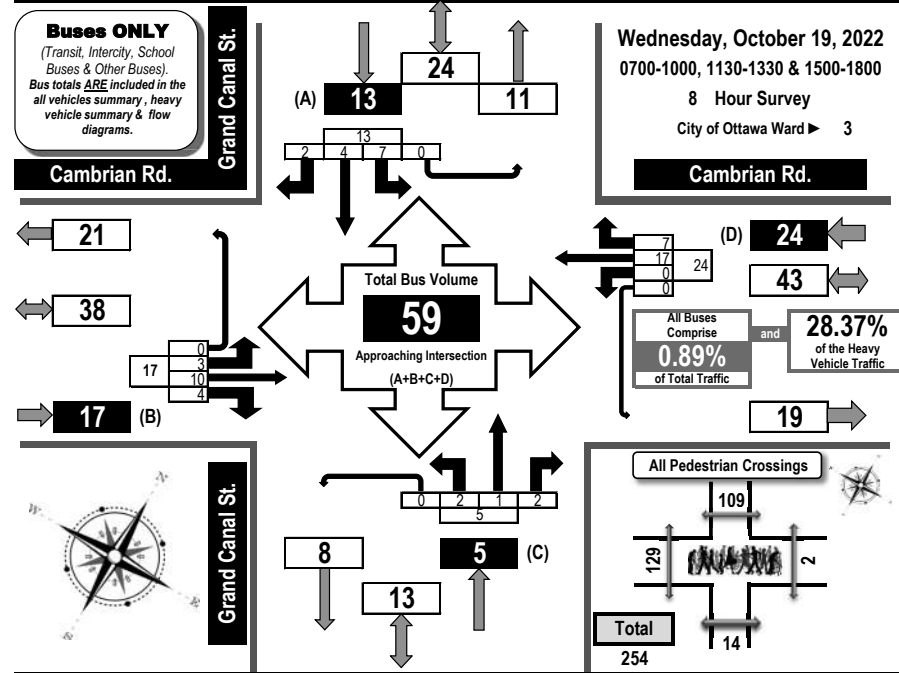 Buses ONLY
(Transit, Intercity, School
Buses & Other Buses).
Bus totals ARE included in the
all vehicles summary , heavy
vehicle summary & flow
diagrams.
Grand Canal St.
Cambrian Rd.
24
(A) 13
11
13
2 4 7 0
Wednesday, October 19, 2022
0700-1000, 1130-1330 & 1500-1800
8 Hour Survey
City of Ottawa Ward ► 3
Cambrian Rd.
21
38
17
0
3
10
4
17 (B)
Total Bus Volume
59
Approaching Intersection
(A+B+C+D)
7
17
0
0
24
(D) 24
43
All Buses
Comprise
0.89%
of Total Traffic
and
28.37%
of the Heavy
Vehicle Traffic
19
N
W
E
S
Grand Canal St.
0 2 1 2
5
8
5 (C)
13
All Pedestrian Crossings
109
129
2
14
Total
254